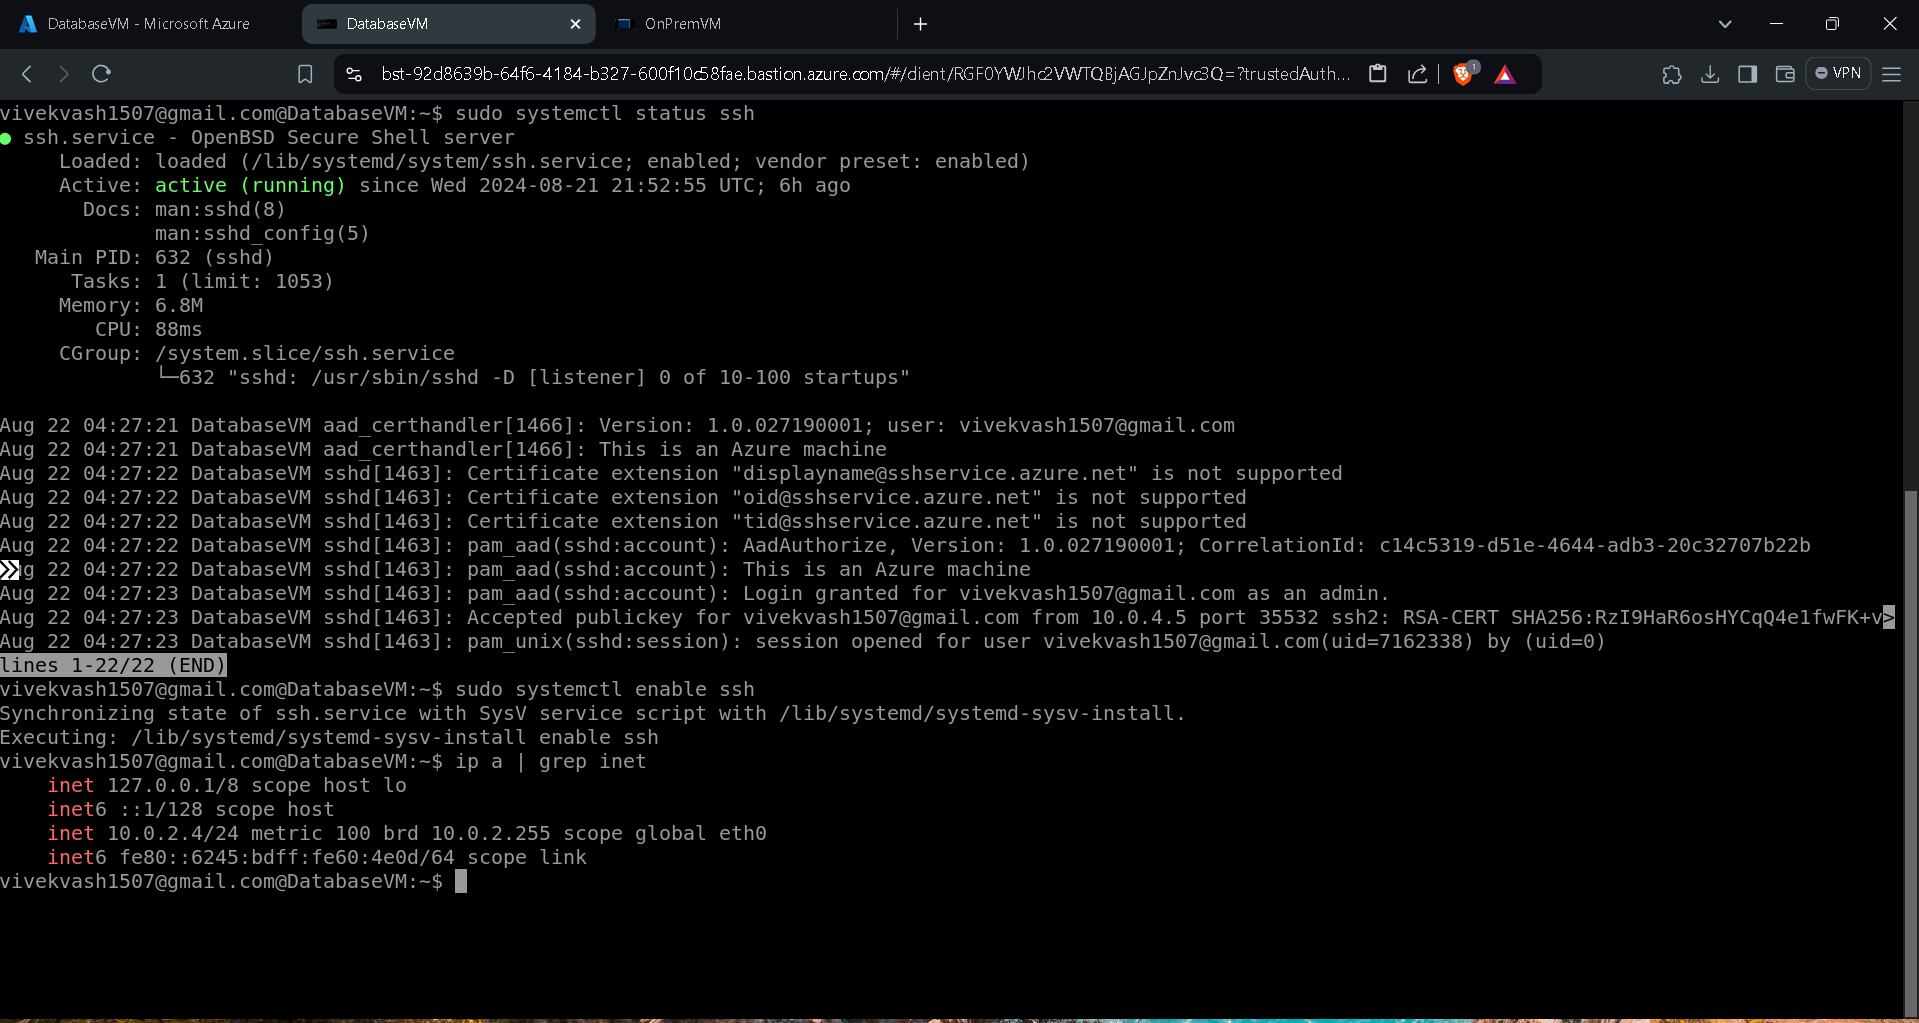 DatabaseVM - Microsoft Azure
DatabaseVM
OnPremVM
bst-92d8639b-64f6-4184-b327-600f10c58fae.bastion.azure.com/#/client/RGF0YWJhc2VWTQBjAGJpZnJvc3Q=?trustedAuth...
1
VPN
vivekvash1507@gmail.com@DatabaseVM:~$ sudo systemctl status ssh
● ssh.service - OpenBSD Secure Shell server
Loaded: loaded (/lib/systemd/system/ssh.service; enabled; vendor preset: enabled)
Active: active (running) since Wed 2024-08-21 21:52:55 UTC; 6h ago
Docs: man:sshd(8)
man:sshd_config(5)
Main PID: 632 (sshd)
Tasks: 1 (limit: 1053)
Memory: 6.8M
CPU: 88ms
CGroup: /system.slice/ssh.service
└─632 "sshd: /usr/sbin/sshd -D [listener] 0 of 10-100 startups"
Aug 22 04:27:21 DatabaseVM aad_certhandler[1466]: Version: 1.0.027190001; user: vivekvash1507@gmail.com
Aug 22 04:27:21 DatabaseVM aad_certhandler[1466]: This is an Azure machine
Aug 22 04:27:22 DatabaseVM sshd[1463]: Certificate extension "displayname@sshservice.azure.net" is not supported
Aug 22 04:27:22 DatabaseVM sshd[1463]: Certificate extension "oid@sshservice.azure.net" is not supported
Aug 22 04:27:22 DatabaseVM sshd[1463]: Certificate extension "tid@sshservice.azure.net" is not supported
Aug 22 04:27:22 DatabaseVM sshd[1463]: pam_aad(sshd:account): AadAuthorize, Version: 1.0.027190001; CorrelationId: c14c5319-d51e-4644-adb3-20c32707b22b
»g 22 04:27:22 DatabaseVM sshd[1463]: pam_aad(sshd:account): This is an Azure machine
Aug 22 04:27:23 DatabaseVM sshd[1463]: pam_aad(sshd:account): Login granted for vivekvash1507@gmail.com as an admin.
Aug 22 04:27:23 DatabaseVM sshd[1463]: Accepted publickey for vivekvash1507@gmail.com from 10.0.4.5 port 35532 ssh2: RSA-CERT SHA256:RzI9HaR6osHYCqQ4e1fwFK+v>
Aug 22 04:27:23 DatabaseVM sshd[1463]: pam_unix(sshd:session): session opened for user vivekvash1507@gmail.com(uid=7162338) by (uid=0)
lines 1-22/22 (END)
vivekvash1507@gmail.com@DatabaseVM:~$ sudo systemctl enable ssh
Synchronizing state of ssh.service with SysV service script with /lib/systemd/systemd-sysv-install.
Executing: /lib/systemd/systemd-sysv-install enable ssh
vivekvash1507@gmail.com@DatabaseVM:~$ ip a | grep inet
inet 127.0.0.1/8 scope host lo
inet6 ::1/128 scope host
inet 10.0.2.4/24 metric 100 brd 10.0.2.255 scope global eth0
inet6 fe80::6245:bdff:fe60:4e0d/64 scope link
vivekvash1507@gmail.com@DatabaseVM:~$